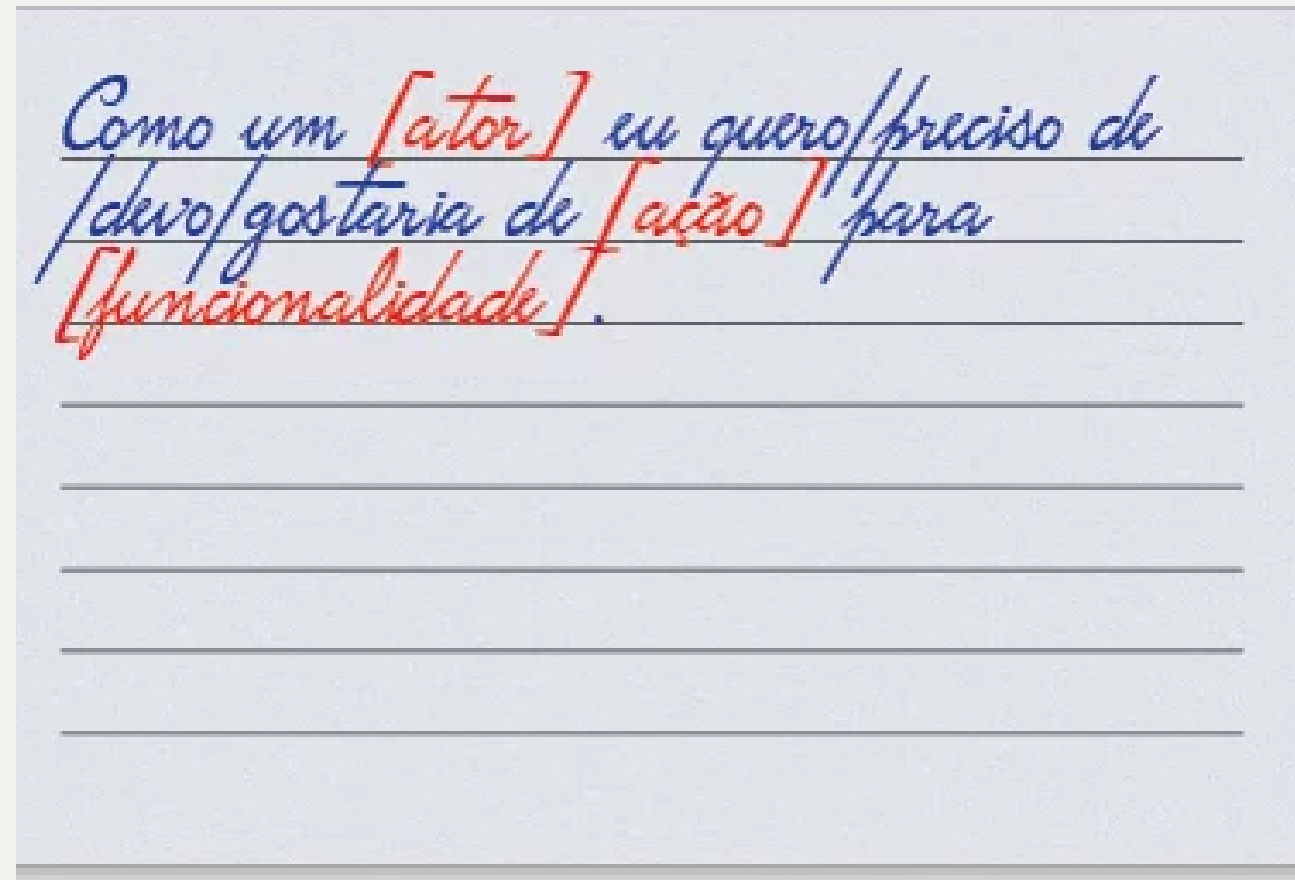 Como um [ator] eu quero/preciso de
/devo/gostaria de [ação] para
[funcionalidade].